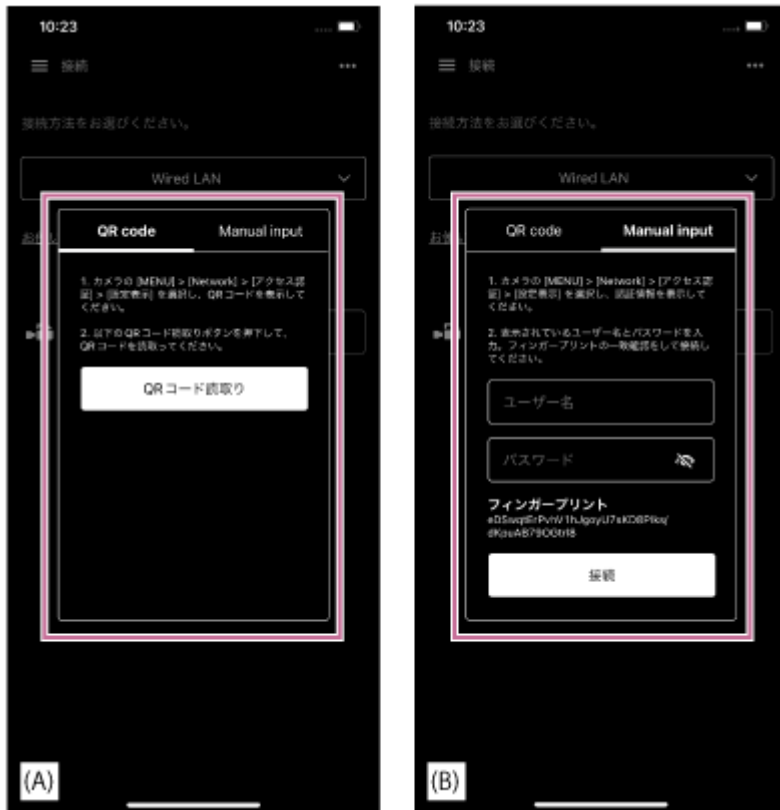 10:23
接続
接続方法をお選びください。
Wired LAN
QR code Manual input
1. カメラの [MENU] > [Network] > [アクセス認
証] > [設定表示] を選択し、QRコードを表示して
ください。
2. 以下のQRコード読取りボタンを押下して、
QRコードを読取ってください。
QRコード読取り
(A)
10:23
接続
接続方法をお選びください。
Wired LAN
QR code Manual input
1. カメラの [MENU] > [Network] > [アクセス認
証] > [設定表示] を選択し、認証情報を表示して
ください。
2. 表示されているユーザー名とパスワードを入
力。フィンガープリントの一致確認をして接続し
てください。
ユーザー名
パスワード
フィンガープリント
接続
(B)